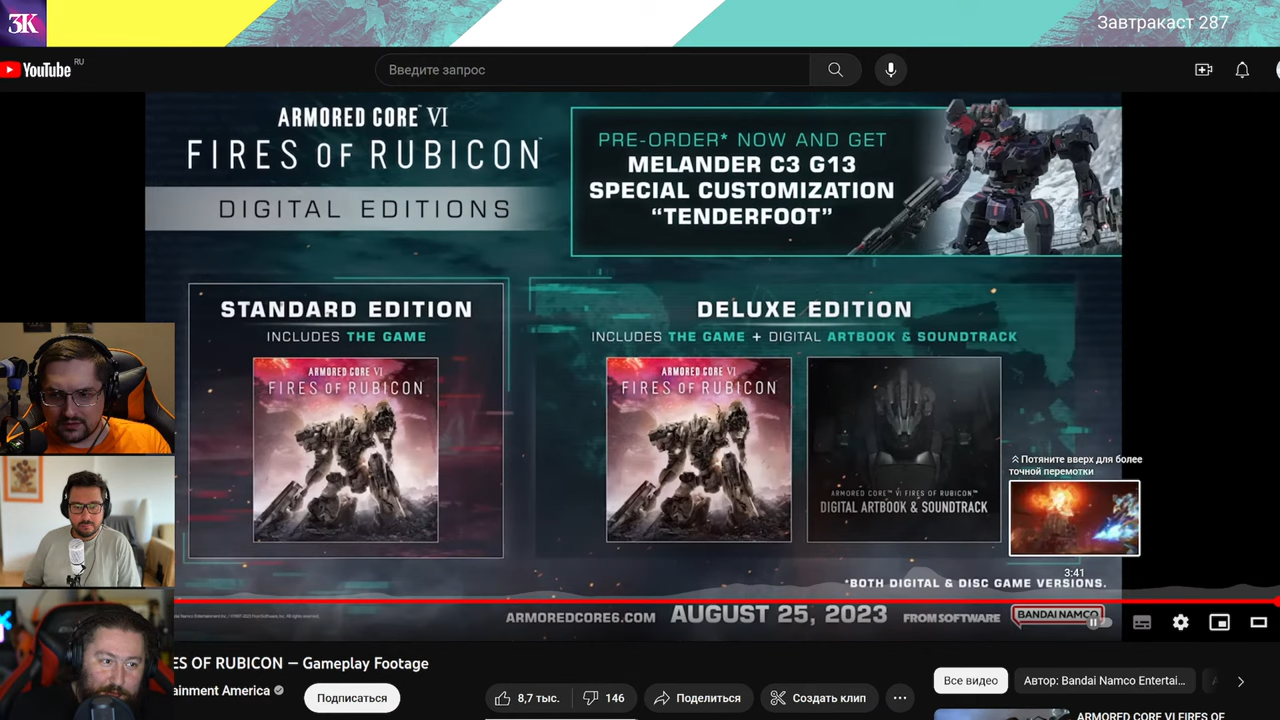 3K
Завтракаст 287
YouTube
RU
Введите запрос
ARMORED CORE™ VI
FIRES OF RUBICON™
DIGITAL EDITIONS
PRE-ORDER* NOW AND GET
MELANDER C3 G13
SPECIAL CUSTOMIZATION
“TENDERFOOT”
STANDARD EDITION
INCLUDES THE GAME
ARMORED CORE VI
FIRES OF RUBICON
DELUXE EDITION
INCLUDES THE GAME + DIGITAL ARTBOOK & SOUNDTRACK
ARMORED CORE VI
FIRES OF RUBICON
ARMORED CORE™ VI FIRES OF RUBICON™
DIGITAL ARTBOOK & SOUNDTRACK
Потяните вверх для более
точной перемотки
3:41
*BOTH DIGITAL & DISC GAME VERSIONS.
ARMOREDCORE6.COM
AUGUST 25, 2023
FROMSOFTWARE
BANDAI NAMCO
ES OF RUBICON — Gameplay Footage
ainment America
Подписаться
8,7 тыс.
146
Поделиться
Создать клип
Все видео
Автор: Bandai Namco Entertai...
ARMORED CORE VI FIRES OF